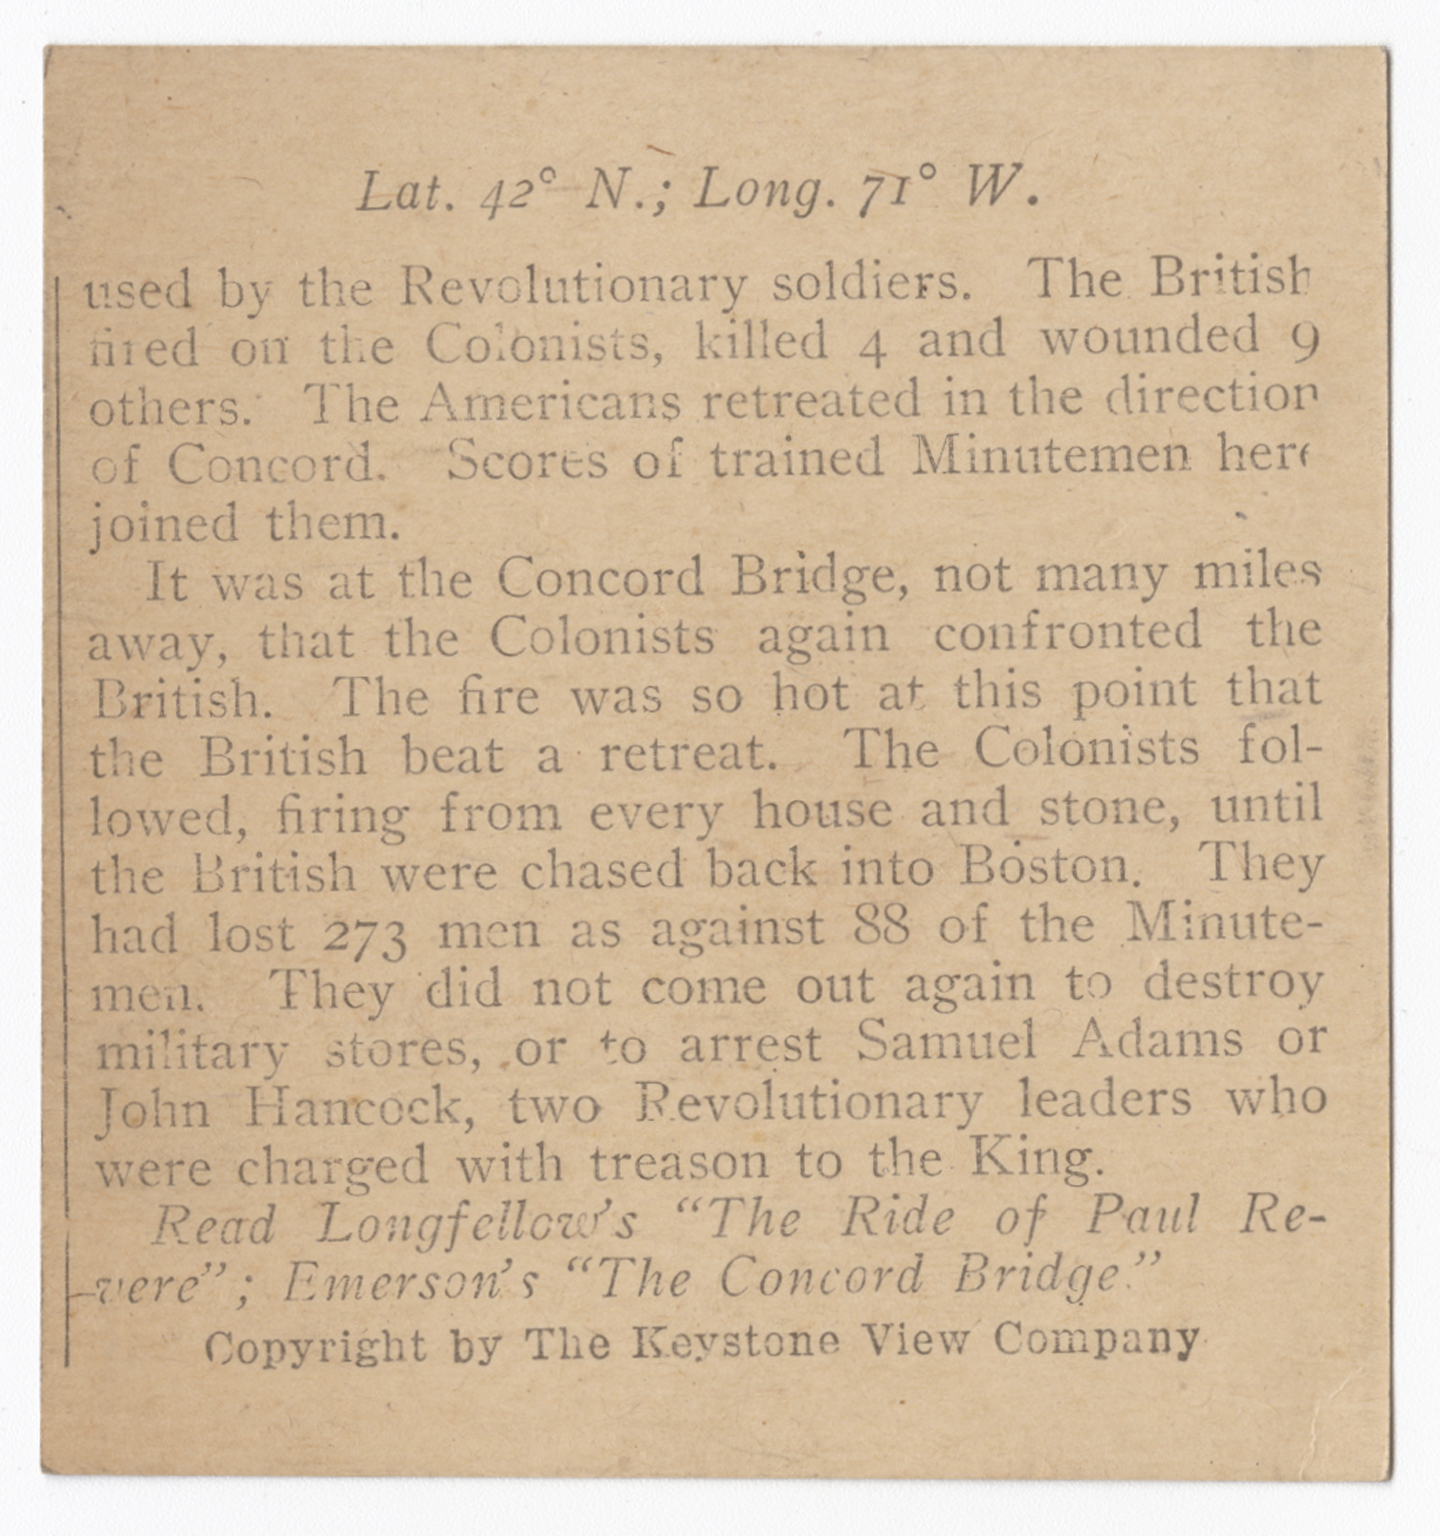 Lat. 42° N.; Long. 71° W.
used by the Revolutionary soldiers. The British
fired on the Colonists, killed 4 and wounded 9
others. The Americans retreated in the direction
of Concord. Scores of trained Minutemen here
joined them.
It was at the Concord Bridge, not many miles
away, that the Colonists again confronted the
British. The fire was so hot at this point that
the British beat a retreat. The Colonists fol-
lowed, firing from every house and stone, until
the British were chased back into Boston. They
had lost 273 men as against 88 of the Minute-
men. They did not come out again to destroy
military stores, or to arrest Samuel Adams or
John Hancock, two Revolutionary leaders who
were charged with treason to the King.
Read Longfellow's “The Ride of Paul Re-
vere”; Emerson's “The Concord Bridge.”
Copyright by The Keystone View Company